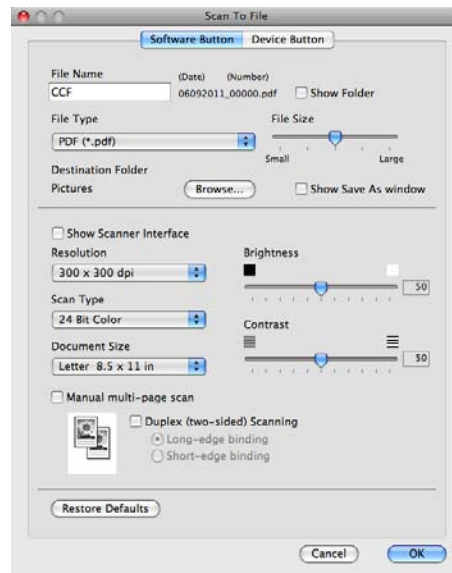 Scan To File
Software Button Device Button
File Name (Date) (Number)
CCF 06092011_00000.pdf Show Folder
File Type File Size
PDF (*.pdf)
Small Large
Destination Folder
Pictures Browse... Show Save As window
Show Scanner Interface
Resolution Brightness
300 x 300 dpi 50
Scan Type
24 Bit Color Contrast
Document Size
Letter 8.5 x 11 in 50
Manual multi-page scan
Duplex (two-sided) Scanning
Long-edge binding
Short-edge binding
Restore Defaults
Cancel OK